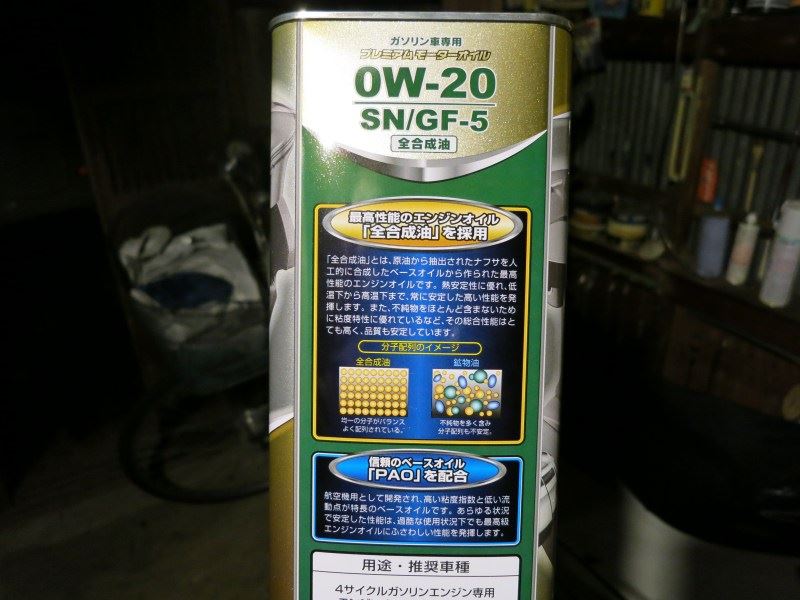 ガソリン車専用
プレミアムモーターオイル
0W-20
SN/GF-5
全合成油
最高性能のエンジンオイル
「全合成油」を採用
「全合成油」とは、原油から抽出されたナフサを人
工的に合成したベースオイルから作られた最高
性能のエンジンオイルです。熱安定性に優れ、低
温下から高温下まで、常に安定した高い性能を発
揮します。また、不純物をほとんど含まないため
に粘度特性に優れているなど、その総合性能はと
ても高く、品質も安定しています。
分子配列のイメージ
全合成油
鉱物油
均一の分子がバランス
よく配列されている。
不純物を多く含み
分子配列も不安定。
信頼のベースオイル
「PAO」を配合
航空機用として開発され、高い粘度指数と低い流
動点が特長のベースオイルです。あらゆる状況
で安定した性能は、過酷な使用状況下でも最高級
エンジンオイルにふさわしい性能を発揮します。
用途・推奨車種
4サイクルガソリンエンジン専用